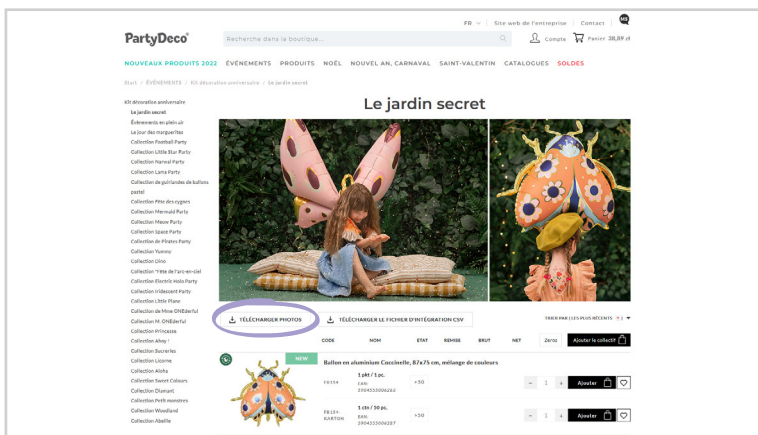 FR
Site web de l'entreprise
Contact
PartyDeco
Recherche dans la boutique...
Compte
Panier 38,89 zł
NOUVEAUX PRODUITS 2022 ÉVÉNEMENTS PRODUITS NOËL NOUVEL AN, CARNAVAL SAINT-VALENTIN CATALOGUES SOLDES
Start / ÉVÉNEMENTS / Kit décoration anniversaire / Le jardin secret
Kit décoration anniversaire
Le jardin secret
Événements en plein air
Le jour des marguerites
Collection Football Party
Collection Little Star Party
Collection Narwal Party
Collection Lama Party
Collection de guirlandes de ballons
pastel
Collection Fête des cygnes
Collection Mermaid Party
Collection Meow Party
Collection Space Party
Collection de Pirates Party
Collection Yummy
Collection Dino
Collection "Fête de l'arc-en-ciel
Collection Electric Holo Party
Collection Iridescent Party
Collection Little Plane
Collection de Mme ONEderful
Collection M. ONEderful
Collection Princesse
Collection Ahoy !
Collection Sucreries
Collection Licorne
Collection Aloha
Collection Sweet Colours
Collection Diamant
Collection Petit monstres
Collection Woodland
Collection Abeille
Le jardin secret
TÉLÉCHARGER PHOTOS
TÉLÉCHARGER LE FICHIER D'INTÉGRATION CSV
TRIER PAR LES PLUS RÉCENTS
CODE NOM ETAT REMISE BRUT NET
Zéros
Ajouter le collectif
NEW
Ballon en aluminium Coccinelle, 87x75 cm, mélange de couleurs
FB154
1 pkt / 1 pc.
EAN:
>50
- 1 +
Ajouter
FB154-
KARTON
1 ctn / 50 pc.
EAN:
>50
- 1 +
Ajouter